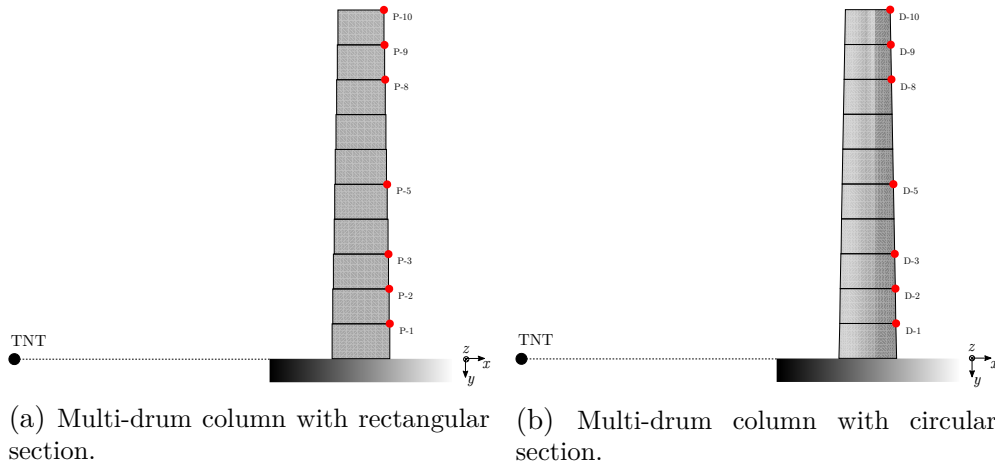 P-10
P-9
P-8
P-5
P-3
P-2
P-1
TNT
z
x
y
(a) Multi-drum column with rectangular
section.
D-10
D-9
D-8
D-5
D-3
D-2
D-1
TNT
z
x
y
(b) Multi-drum column with circular
section.